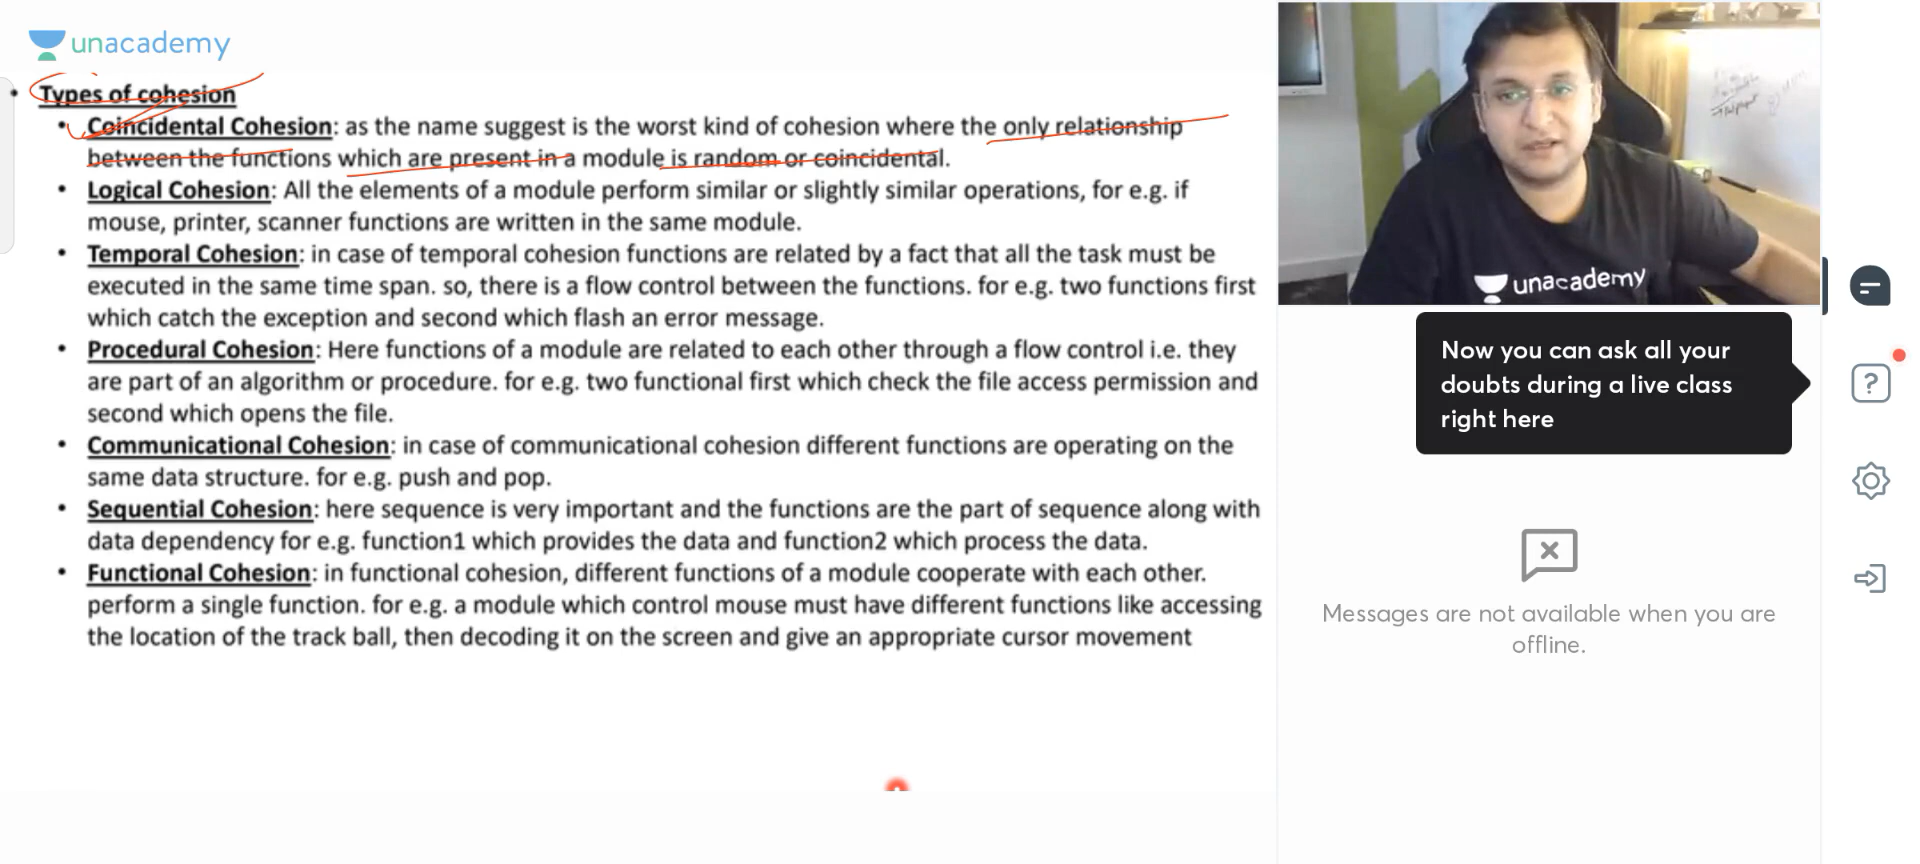 unacademy
• Types of cohesion
• Coincidental Cohesion: as the name suggest is the worst kind of cohesion where the only relationship
between the functions which are present in a module is random or coincidental.
• Logical Cohesion: All the elements of a module perform similar or slightly similar operations, for e.g. if
mouse, printer, scanner functions are written in the same module.
• Temporal Cohesion: in case of temporal cohesion functions are related by a fact that all the task must be
executed in the same time span. so, there is a flow control between the functions. for e.g. two functions first
which catch the exception and second which flash an error message.
• Procedural Cohesion: Here functions of a module are related to each other through a flow control i.e. they
are part of an algorithm or procedure. for e.g. two functional first which check the file access permission and
second which opens the file.
• Communicational Cohesion: in case of communicational cohesion different functions are operating on the
same data structure. for e.g. push and pop.
• Sequential Cohesion: here sequence is very important and the functions are the part of sequence along with
data dependency for e.g. function1 which provides the data and function2 which process the data.
• Functional Cohesion: in functional cohesion, different functions of a module cooperate with each other.
perform a single function. for e.g. a module which control mouse must have different functions like accessing
the location of the track ball, then decoding it on the screen and give an appropriate cursor movement
unacademy
Now you can ask all your
doubts during a live class
right here
?
Messages are not available when you are
offline.